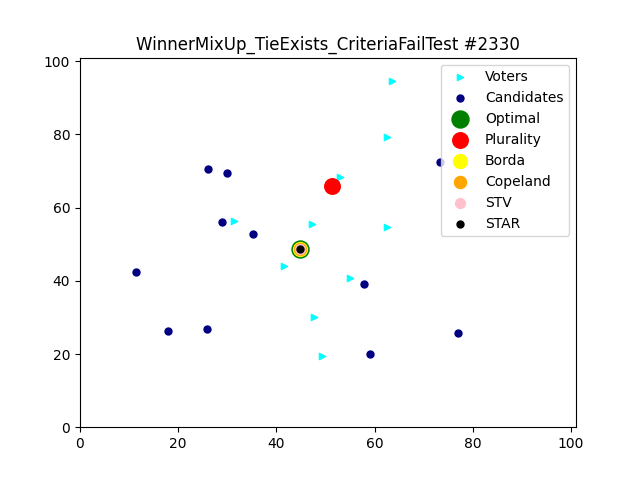 WinnerMixUp_TieExists_CriteriaFailTest #2330
Voters
Candidates
Optimal
Plurality
Borda
Copeland
STV
STAR
100
80
60
40
20
0
0 20 40 60 80 100